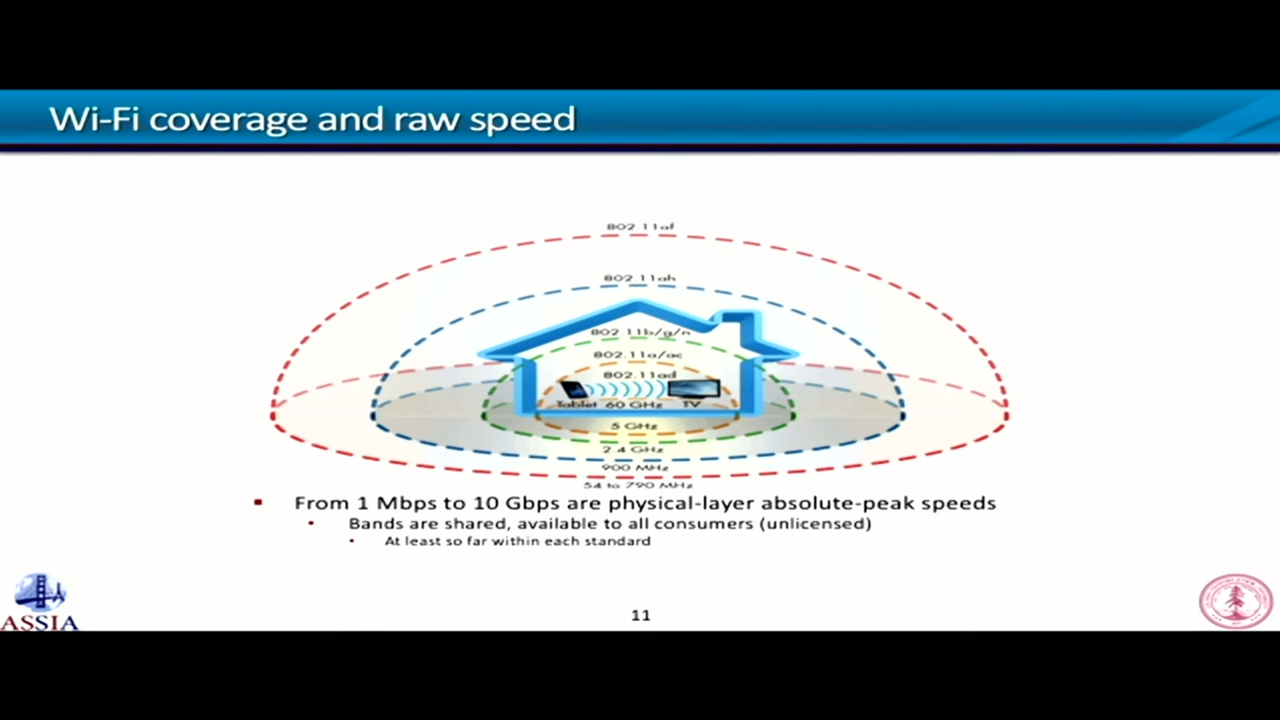 Wi-Fi coverage and raw speed
802.11af
802.11ah
802.11b/g/n
802.11a/ac
802.11ad
Tablet 60 GHz TV
5 GHz
2.4 GHz
900 MHz
54 to 790 MHz
From 1 Mbps to 10 Gbps are physical-layer absolute-peak speeds
Bands are shared, available to all consumers (unlicensed)
At least so far within each standard
ASSIA
11